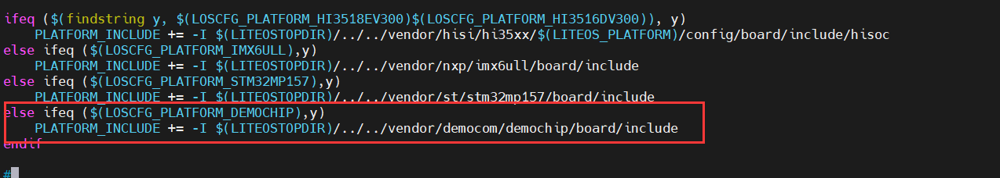 ifeq ($(findstring y, $(LOSCFG_PLATFORM_HI3518EV300)$(LOSCFG_PLATFORM_HI3516DV300)), y)
    PLATFORM_INCLUDE += -I $(LITEOSTOPDIR)/../../vendor/hisi/hi35xx/$(LITEOS_PLATFORM)/config/board/include/hisoc
else ifeq ($(LOSCFG_PLATFORM_IMX6ULL),y)
    PLATFORM_INCLUDE += -I $(LITEOSTOPDIR)/../../vendor/nxp/imx6ull/board/include
else ifeq ($(LOSCFG_PLATFORM_STM32MP157),y)
    PLATFORM_INCLUDE += -I $(LITEOSTOPDIR)/../../vendor/st/stm32mp157/board/include
else ifeq ($(LOSCFG_PLATFORM_DEMOCHIP),y)
    PLATFORM_INCLUDE += -I $(LITEOSTOPDIR)/../../vendor/democom/demochip/board/include
endif
#